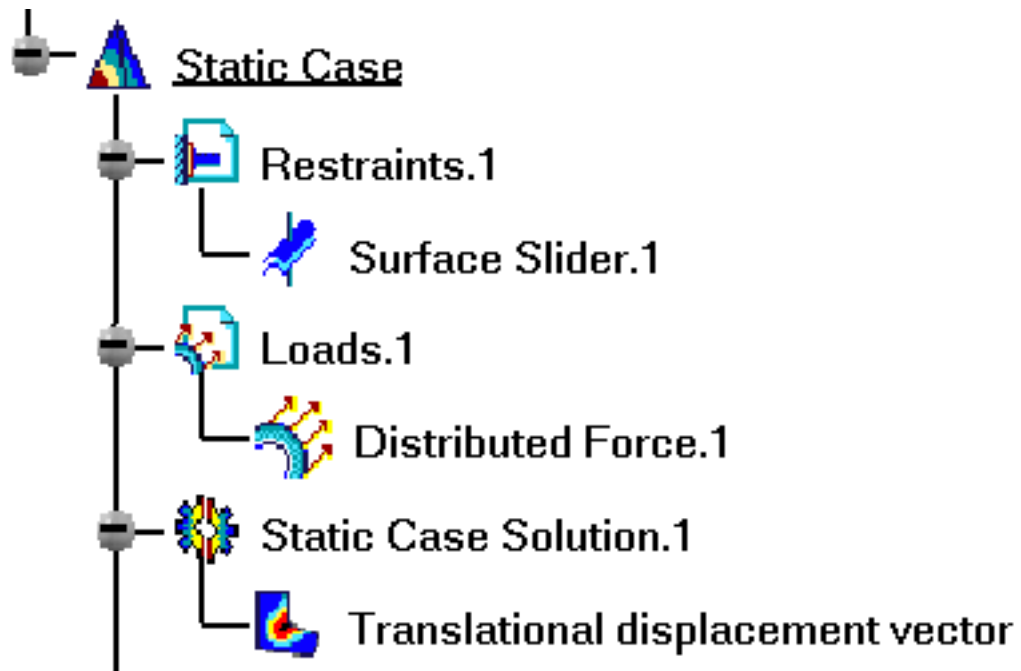 Static Case
Restraints.1
Surface Slider.1
Loads.1
Distributed Force.1
Static Case Solution.1
Translational displacement vector